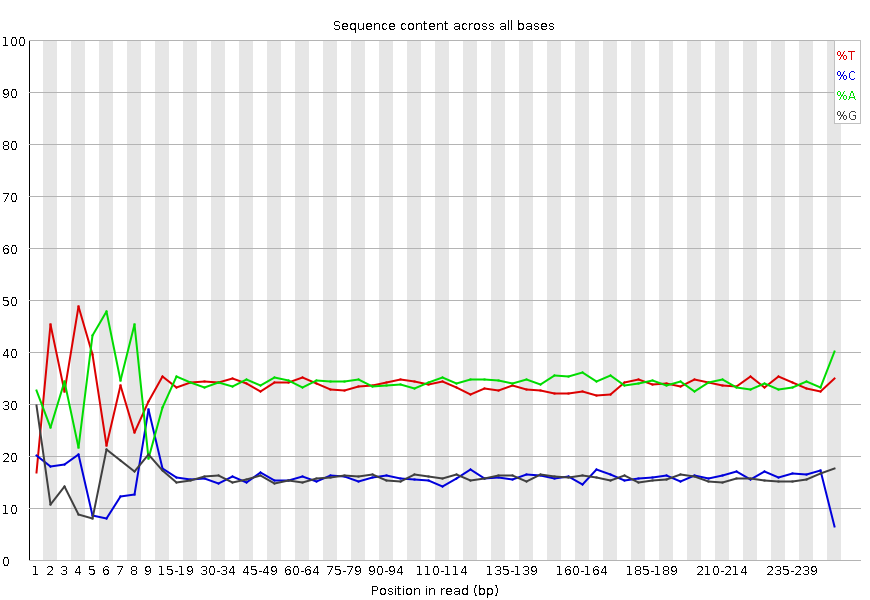 Sequence content across all bases
100
90
80
70
60
50
40
30
20
10
0
%T
%C
%A
%G
1 2 3 4 5 6 7 8 9 15-19 30-34 45-49 60-64 75-79 90-94 110-114 135-139 160-164 185-189 210-214 235-239
Position in read (bp)